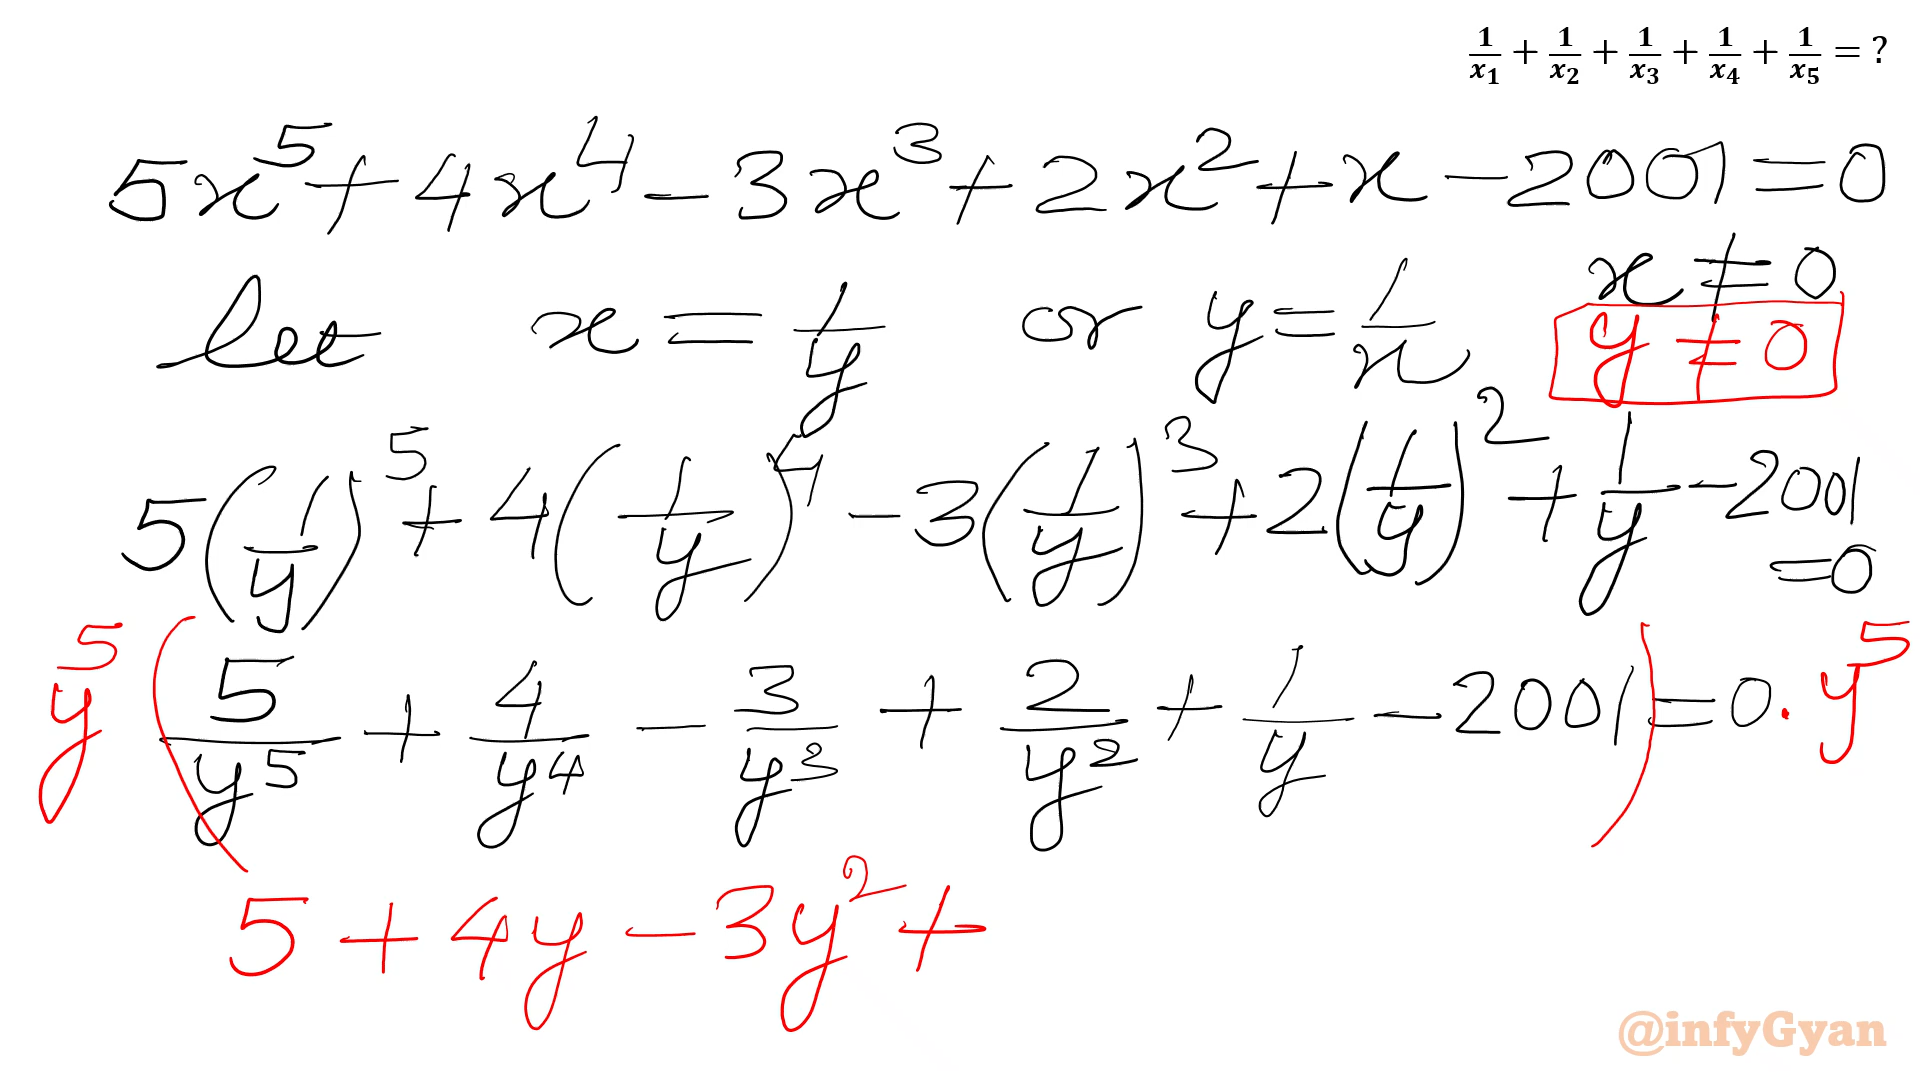 1/x₁ + 1/x₂ + 1/x₃ + 1/x₄ + 1/x₅ = ?
5x⁵ + 4x⁴ - 3x³ + 2x² + x - 2001 = 0
x ≠ 0
let x = 1/y or y = 1/x
y ≠ 0
5(1/y)⁵ + 4(1/y)⁴ - 3(1/y)³ + 2(1/y)² + 1/y - 2001
= 0
y⁵ (5/y⁵ + 4/y⁴ - 3/y³ + 2/y² + 1/y - 2001) = 0 · y⁵
5 + 4y - 3y² +
@infyGyan